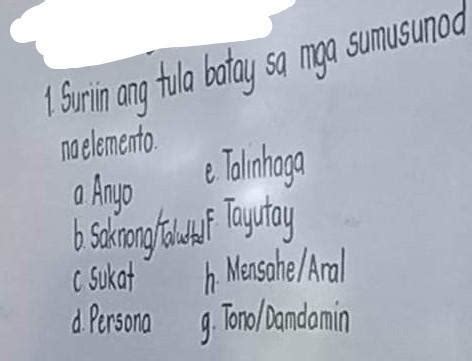 1. Suriin ang tula batay sa mga sumusunod
na elemento.
a. Anyo
b. Saknong/Taludtod
c. Sukat
d. Persona
e. Talinhaga
F. Tayutay
h. Mensahe/Aral
g. Tono/Damdamin